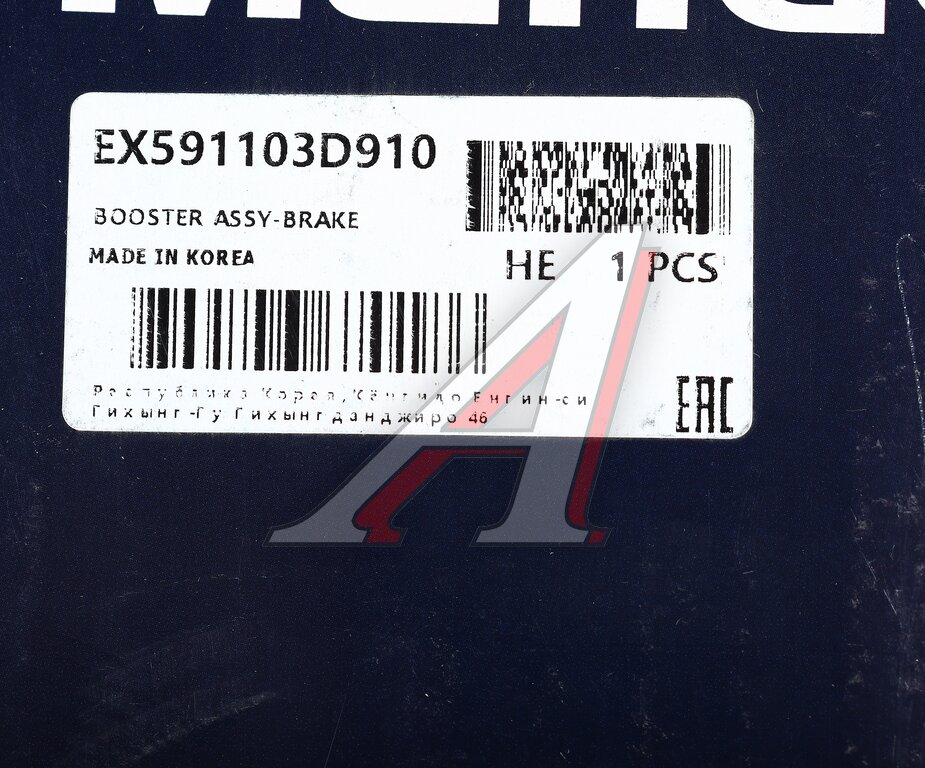 EX591103D910
BOOSTER ASSY-BRAKE
MADE IN KOREA
HE 1 PCS
Республика Корея, Кёнгидо Енгин-си
Гихынг-Гу Гихынгданджиро 46
EAC